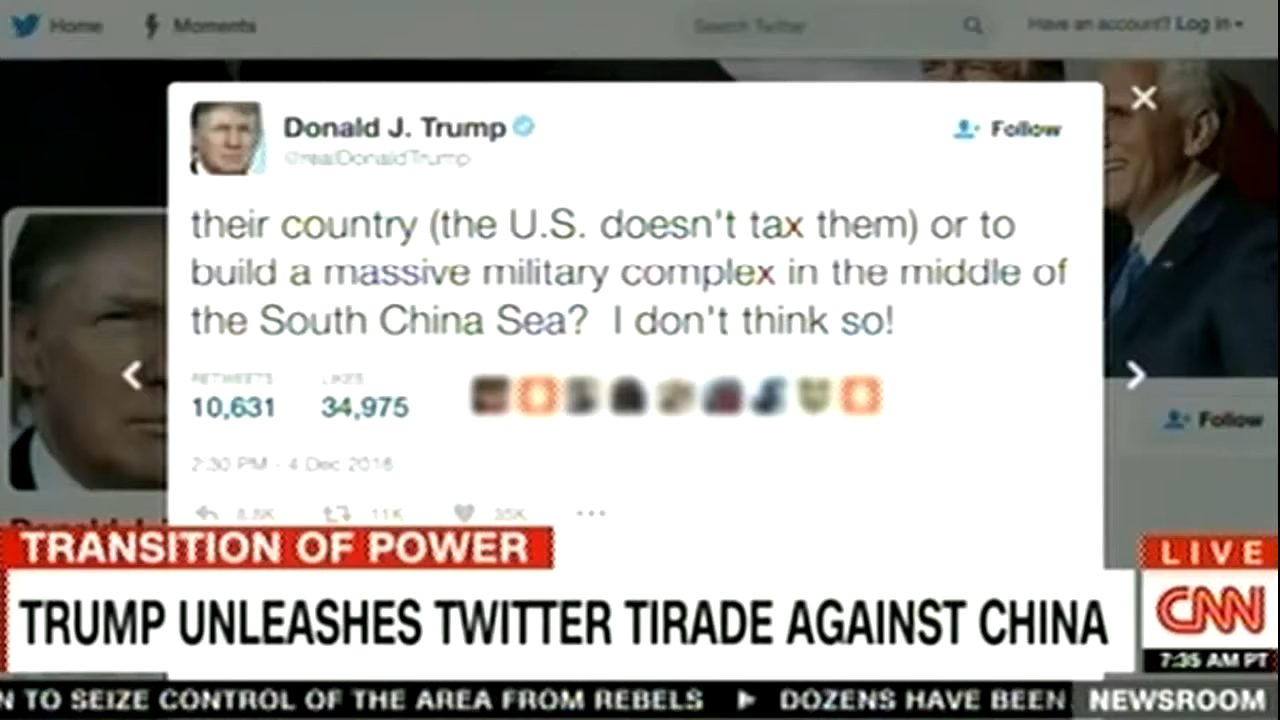 Home Moments Search Twitter Have an account? Log in
Donald J. Trump Follow
@realDonaldTrump
their country (the U.S. doesn't tax them) or to
build a massive military complex in the middle of
the South China Sea? I don't think so!
RETWEETS LIKES
10,631 34,975
Follow
2:30 PM - 4 Dec 2016
8.8K 11K 35K
TRANSITION OF POWER
LIVE
TRUMP UNLEASHES TWITTER TIRADE AGAINST CHINA
CNN
7:35 AM PT
N TO SEIZE CONTROL OF THE AREA FROM REBELS DOZENS HAVE BEEN NEWSROOM